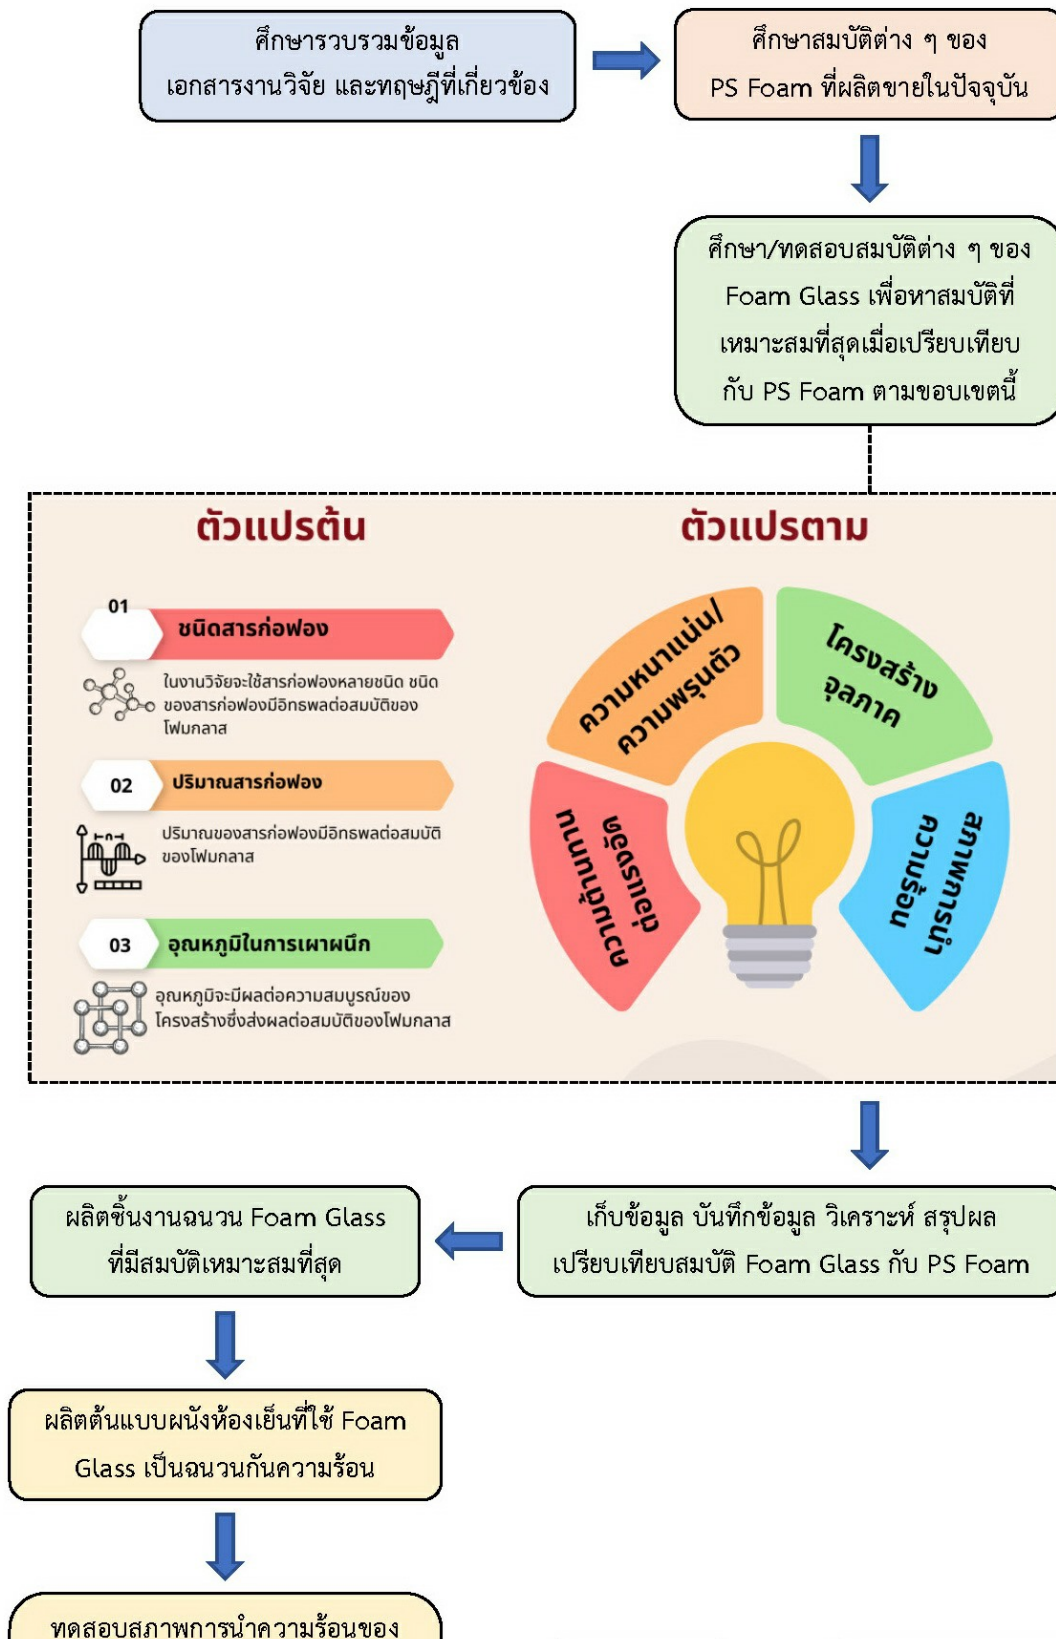 ศึกษารวบรวมข้อมูล
เอกสารงานวิจัย และทฤษฎีที่เกี่ยวข้อง
ศึกษาสมบัติต่าง ๆ ของ
PS Foam ที่ผลิตขายในปัจจุบัน
ศึกษา/ทดสอบสมบัติต่าง ๆ ของ
Foam Glass เพื่อหาสมบัติที่
เหมาะสมที่สุดเมื่อเปรียบเทียบ
กับ PS Foam ตามขอบเขตนี้
ตัวแปรต้น
01
ชนิดสารก่อฟอง
ในงานวิจัยจะใช้สารก่อฟองหลายชนิด ชนิด
ของสารก่อฟองมีอิทธพลต่อสมบัติของ
โฟมกลาส
02
ปริมาณสารก่อฟอง
ปริมาณของสารก่อฟองมีอิทธพลต่อสมบัติ
ของโฟมกลาส
03
อุณหภูมิในการเผาผนึก
อุณหภูมิจะมีผลต่อความสมบูรณ์ของ
โครงสร้างซึ่งส่งผลต่อสมบัติของโฟมกลาส
ตัวแปรตาม
ความต้านทาน
ต่อแรงอัด
ความหนาแน่น/
ความพรุนตัว
โครงสร้าง
จุลภาค
สภาพการนำ
ความร้อน
เก็บข้อมูล บันทึกข้อมูล วิเคราะห์ สรุปผล
เปรียบเทียบสมบัติ Foam Glass กับ PS Foam
ผลิตชิ้นงานฉนวน Foam Glass
ที่มีสมบัติเหมาะสมที่สุด
ผลิตต้นแบบผนังห้องเย็นที่ใช้ Foam
Glass เป็นฉนวนกันความร้อน
ทดสอบสภาพการนำความร้อนของ